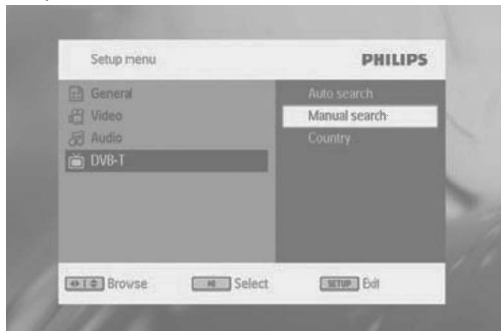 Setup menu
PHILIPS
General
Video
Audio
DVB-T
Auto search
Manual search
Country
Browse
Select
SETUP Exit